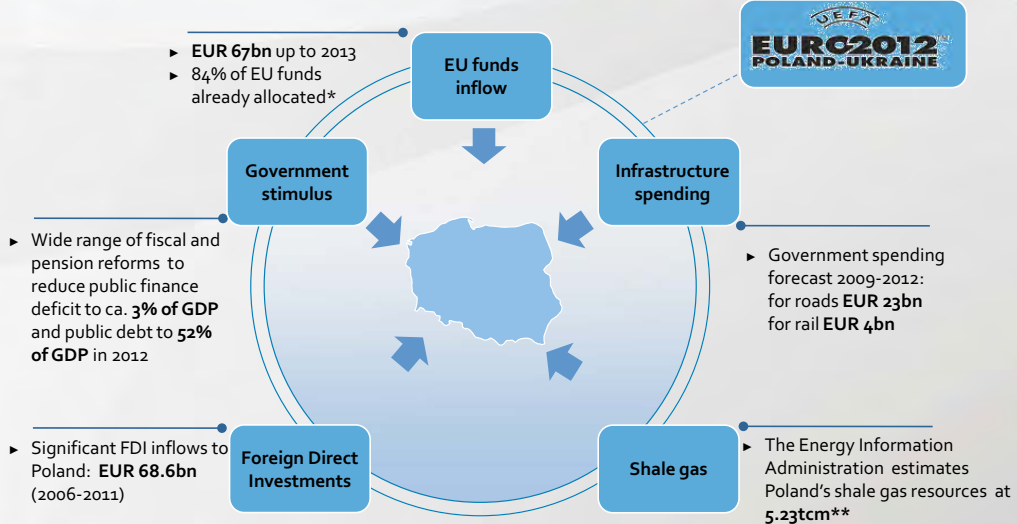 ► EUR 67bn up to 2013
► 84% of EU funds
already allocated*
EU funds
inflow
UEFA
EURO2012™
POLAND-UKRAINE
Government
stimulus
Infrastructure
spending
► Wide range of fiscal and
pension reforms to
reduce public finance
deficit to ca. 3% of GDP
and public debt to 52%
of GDP in 2012
► Government spending
forecast 2009-2012:
for roads EUR 23bn
for rail EUR 4bn
► Significant FDI inflows to
Poland: EUR 68.6bn
(2006-2011)
Foreign Direct
Investments
Shale gas
► The Energy Information
Administration estimates
Poland's shale gas resources at
5.23tcm**